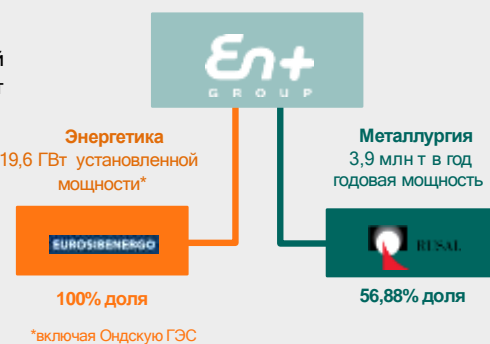 й
т
En+
GROUP
Энергетика
19,6 ГВт установленной
мощности*
Металлургия
3,9 млн т в год
годовая мощность
EUROSIBENERGO
RUSAL
100% доля
56,88% доля
*включая Ондскую ГЭС